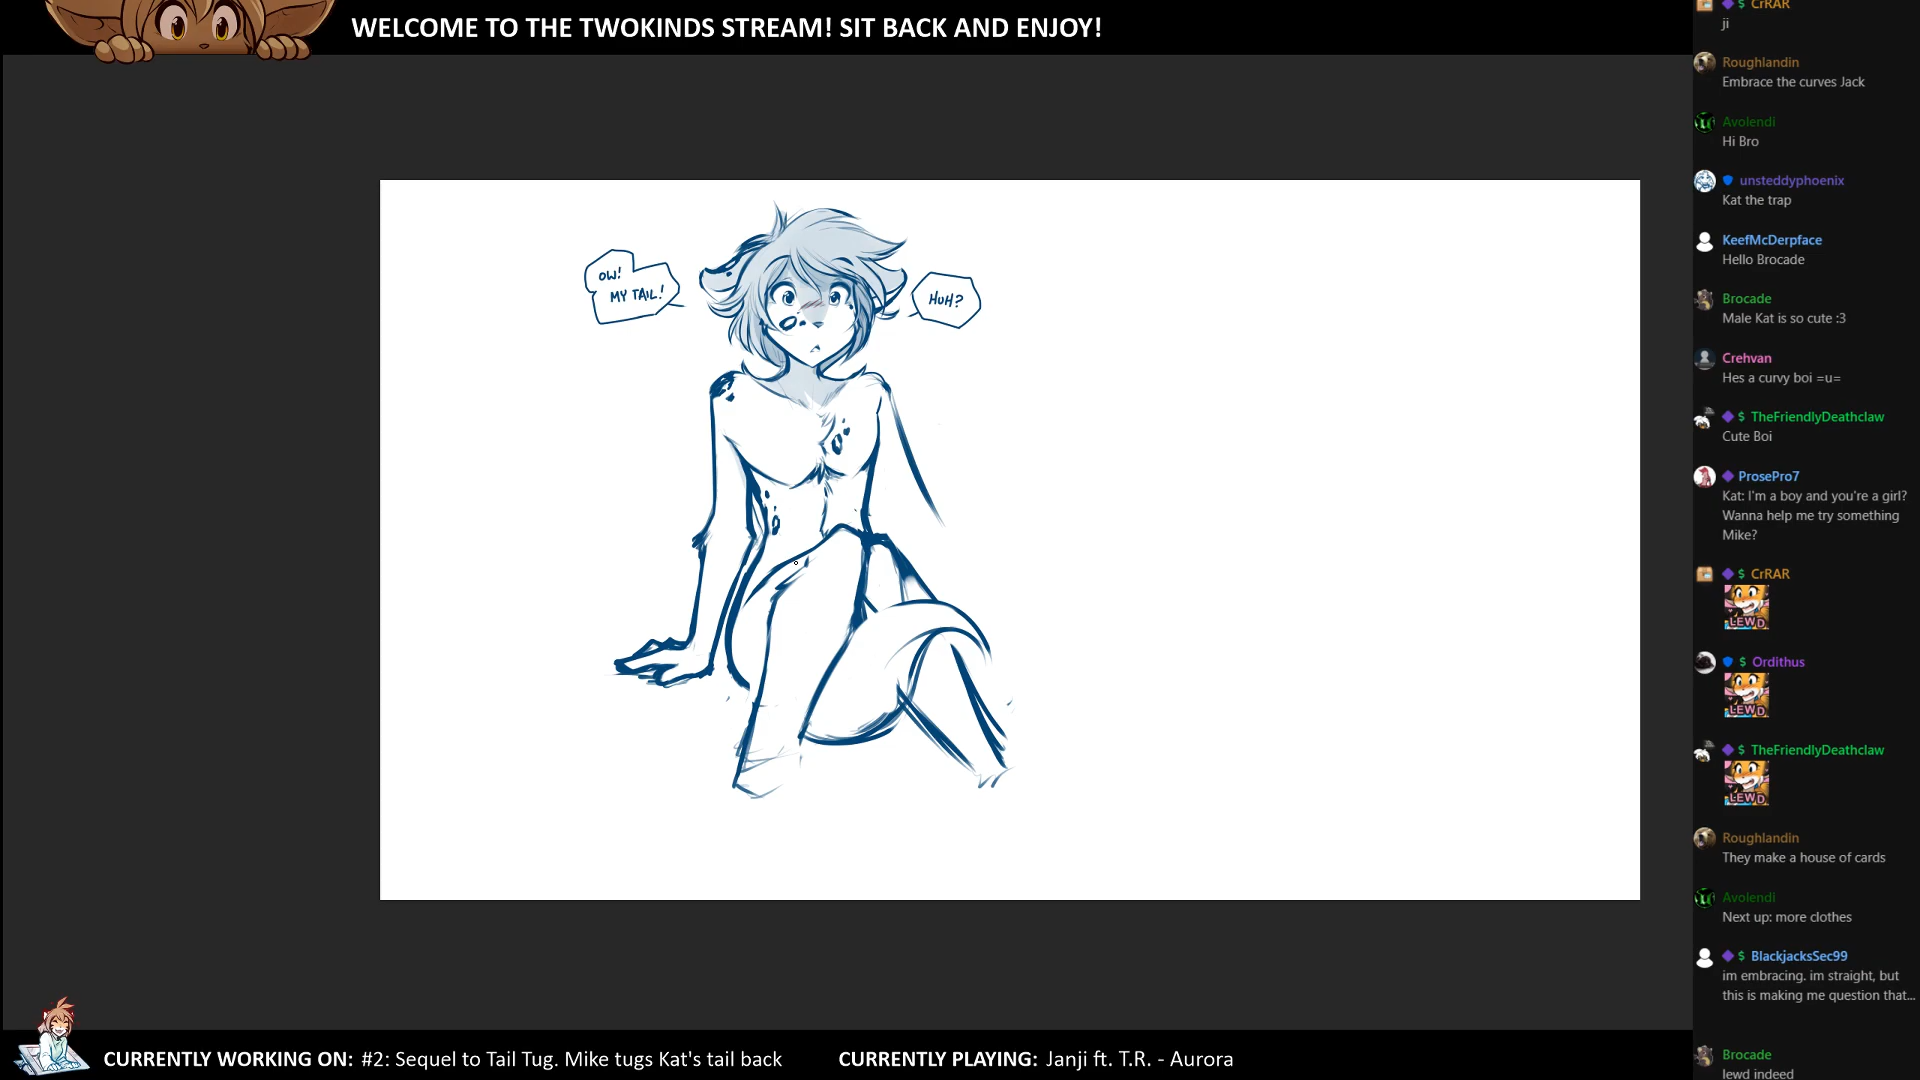 WELCOME TO THE TWOKINDS STREAM! SIT BACK AND ENJOY!
OW!
MY TAIL!
HUH?
CrRAR
ji
Roughlandin
Embrace the curves Jack
Avolendi
Hi Bro
unsteddyphoenix
Kat the trap
KeefMcDerpface
Hello Brocade
Brocade
Male Kat is so cute :3
Crehvan
Hes a curvy boi =u=
$ TheFriendlyDeathclaw
Cute Boi
ProsePro7
Kat: I'm a boy and you're a girl?
Wanna help me try something
Mike?
$ CrRAR
LEWD
$ Ordithus
LEWD
$ TheFriendlyDeathclaw
LEWD
Roughlandin
They make a house of cards
Avolendi
Next up: more clothes
$ BlackjacksSec99
im embracing. im straight, but
this is making me question that...
Brocade
lewd indeed
CURRENTLY WORKING ON: #2: Sequel to Tail Tug. Mike tugs Kat's tail back
CURRENTLY PLAYING: Janji ft. T.R. - Aurora